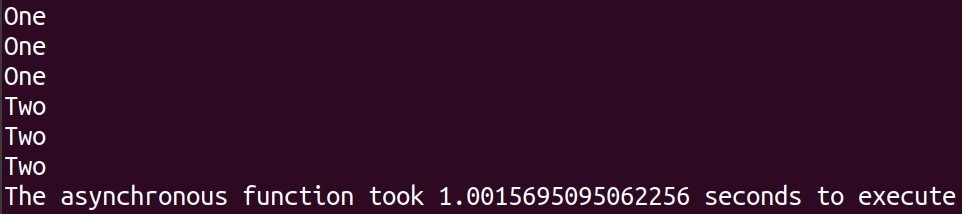 One
One
One
Two
Two
Two
The asynchronous function took 1.0015695095062256 seconds to execute